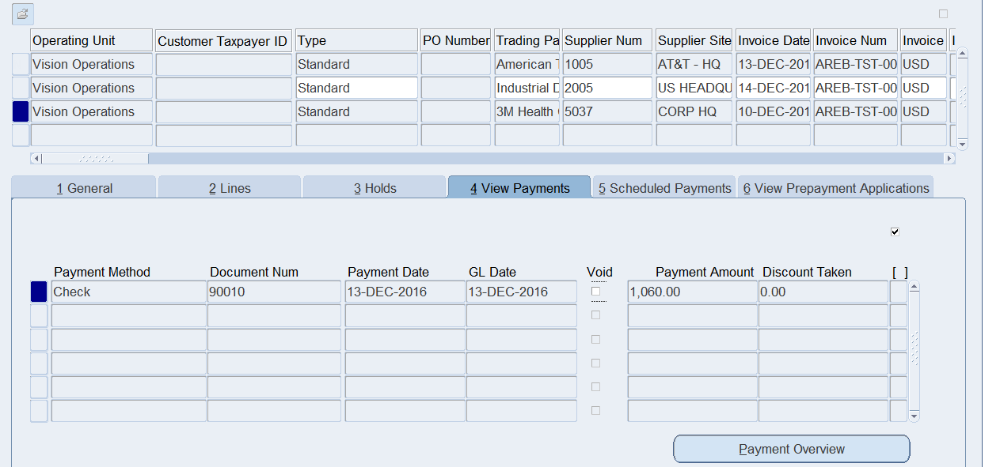 Operating Unit Customer Taxpayer ID Type PO Number Trading Pa Supplier Num Supplier Site Invoice Date Invoice Num Invoice
Vision Operations Standard American 1005 AT&T - HQ 13-DEC-201 AREB-TST-00 USD
Vision Operations Standard Industrial D 2005 US HEADQU 14-DEC-201 AREB-TST-00 USD
Vision Operations Standard 3M Health 5037 CORP HQ 10-DEC-201 AREB-TST-00 USD
1 General 2 Lines 3 Holds 4 View Payments 5 Scheduled Payments 6 View Prepayment Applications
Payment Method Document Num Payment Date GL Date Void Payment Amount Discount Taken [ ]
Check 90010 13-DEC-2016 13-DEC-2016 1,060.00 0.00
Payment Overview